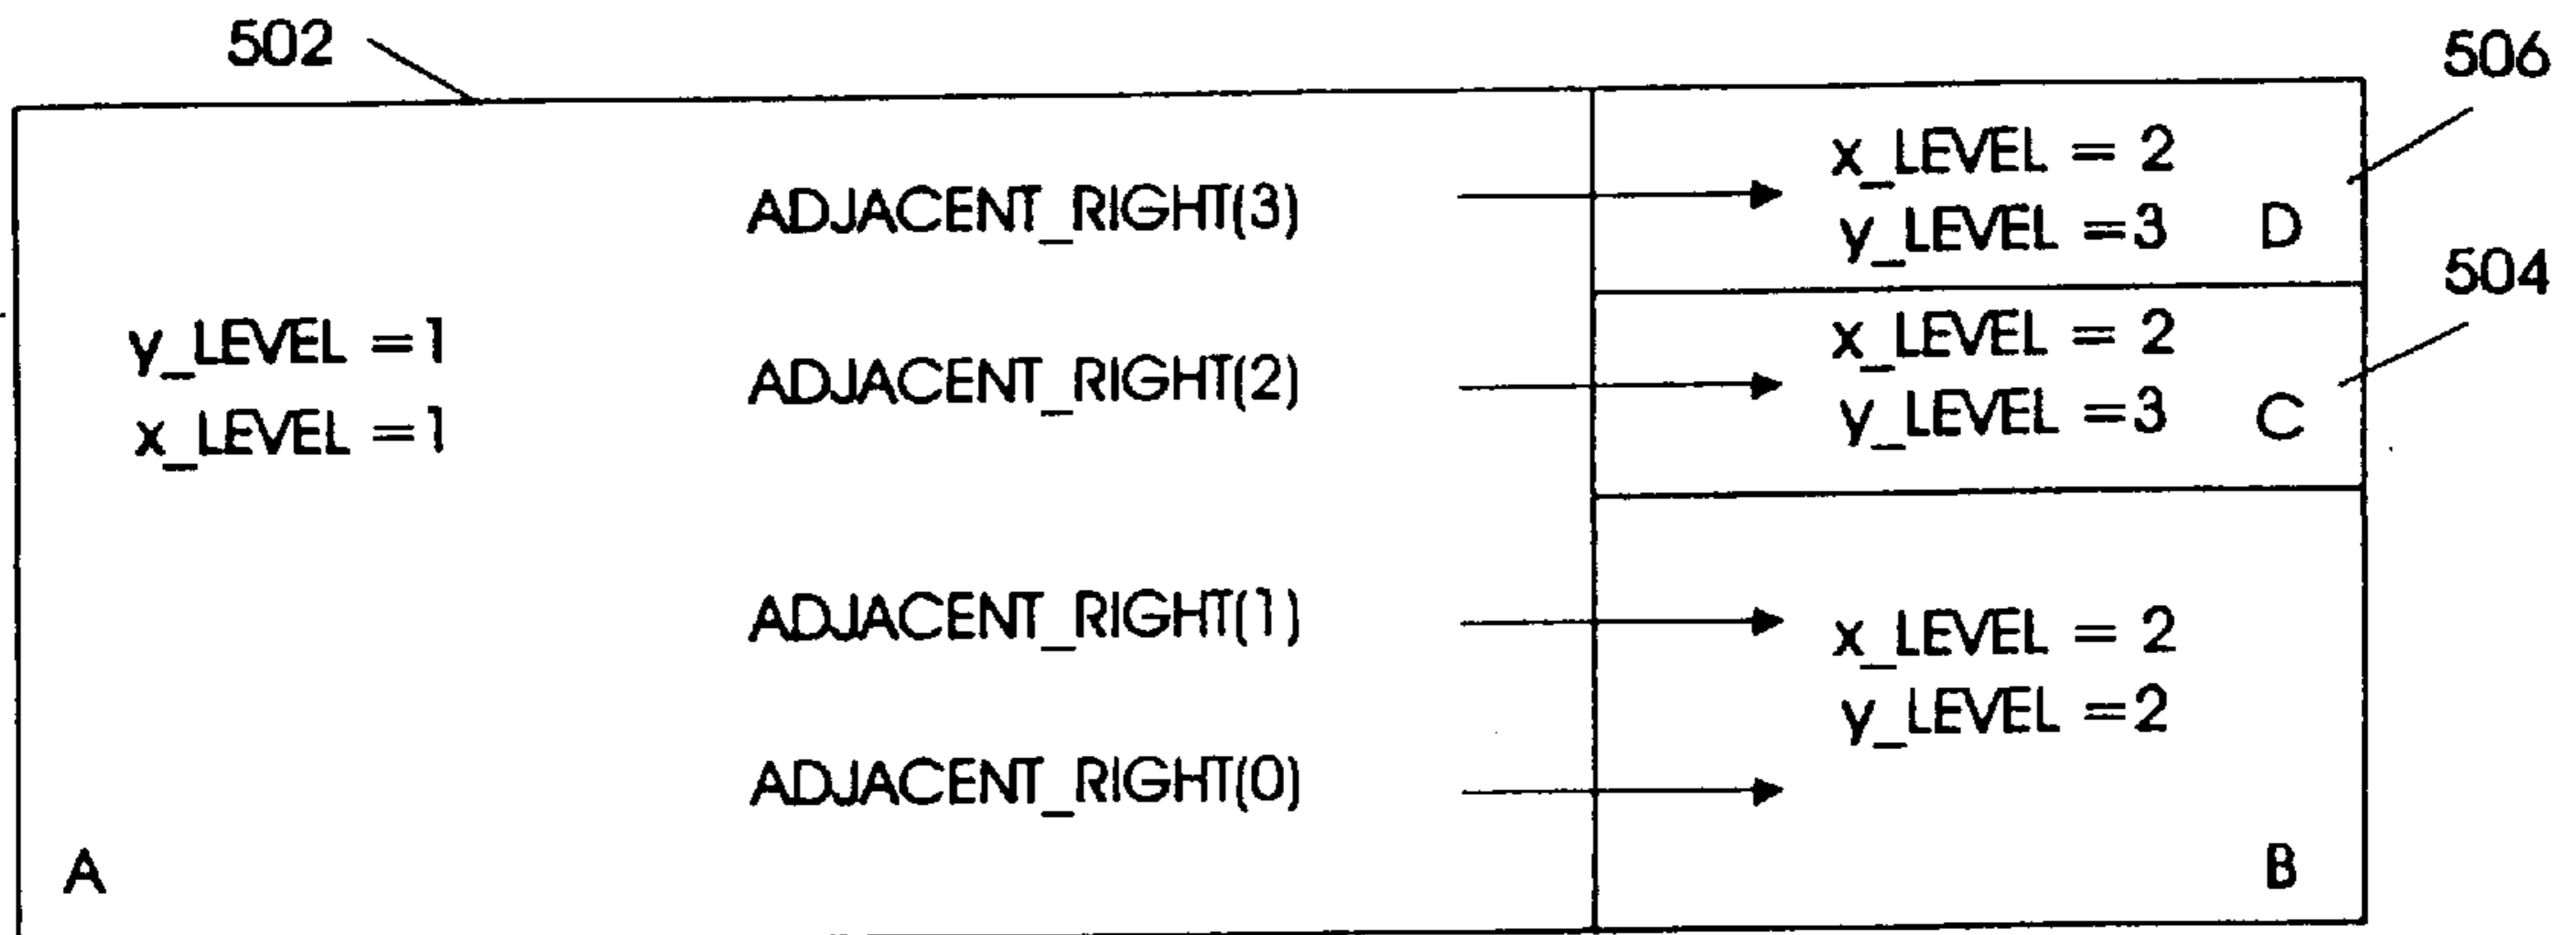 502
506
x_LEVEL = 2
ADJACENT_RIGHT(3)
y_LEVEL =3 D
504
y_LEVEL =1
x_LEVEL = 2
ADJACENT_RIGHT(2)
x_LEVEL =1
y_LEVEL =3 C
ADJACENT_RIGHT(1)
x_LEVEL = 2
y_LEVEL =2
ADJACENT_RIGHT(0)
A
B